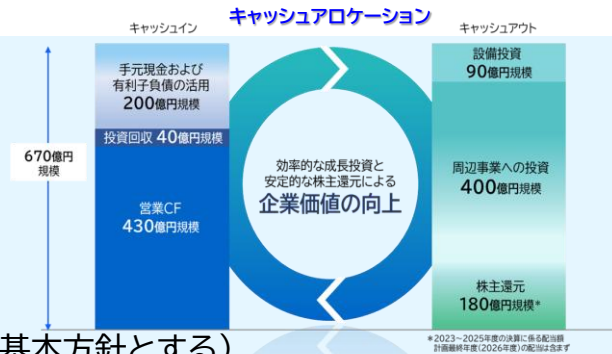 キャッシュアロケーション
キャッシュイン
キャッシュアウト
手元現金および
有利子負債の活用
200億円規模
投資回収 40億円規模
営業CF
430億円規模
670億円
規模
効率的な成長投資と
安定的な株主還元による
企業価値の向上
設備投資
90億円規模
周辺事業への投資
400億円規模
株主還元
180億円規模*
*2023~2025年度の決算に係る配当額
計画最終年度(2026年度)の配当は含まず
基本方針とする)